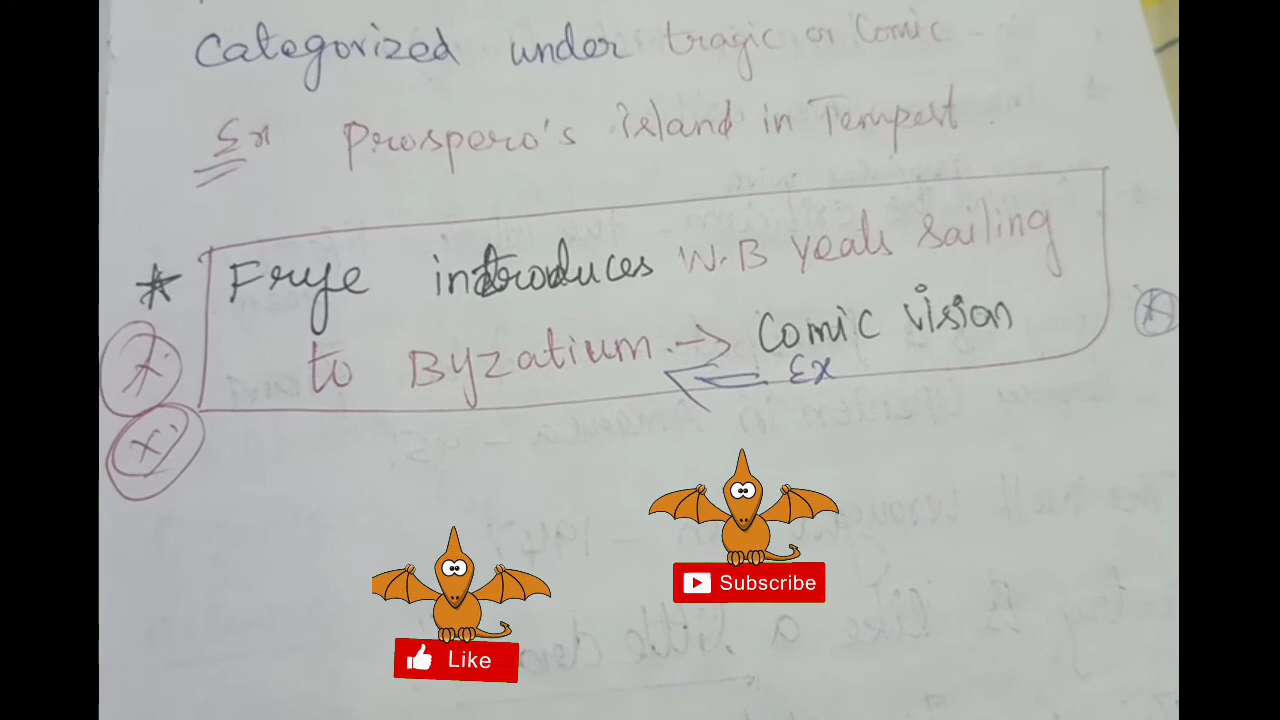 Categorized under tragic or Comic
Ex Prospero's island in Tempest
* Frye introduces W.B Yeats Sailing
to Byzatium. -> Comic vision
Ex
Subscribe
Like